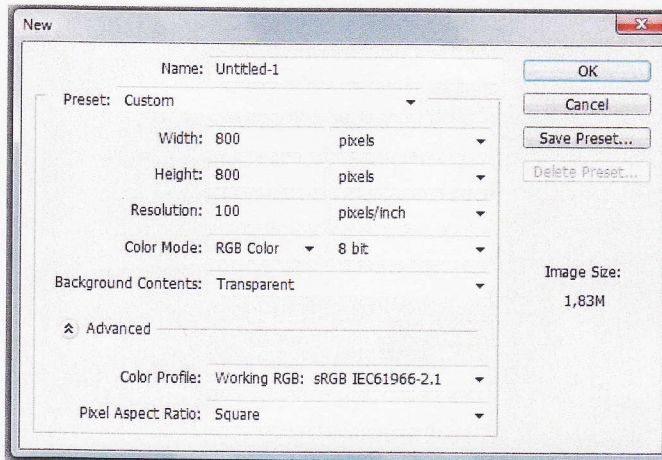 New
Name: Untitled-1
OK
Preset: Custom
Cancel
Width: 800 pixels
Save Preset...
Height: 800 pixels
Delete Preset...
Resolution: 100 pixels/inch
Color Mode: RGB Color 8 bit
Image Size:
Background Contents: Transparent
1,83M
Advanced
Color Profile: Working RGB: sRGB IEC61966-2.1
Pixel Aspect Ratio: Square